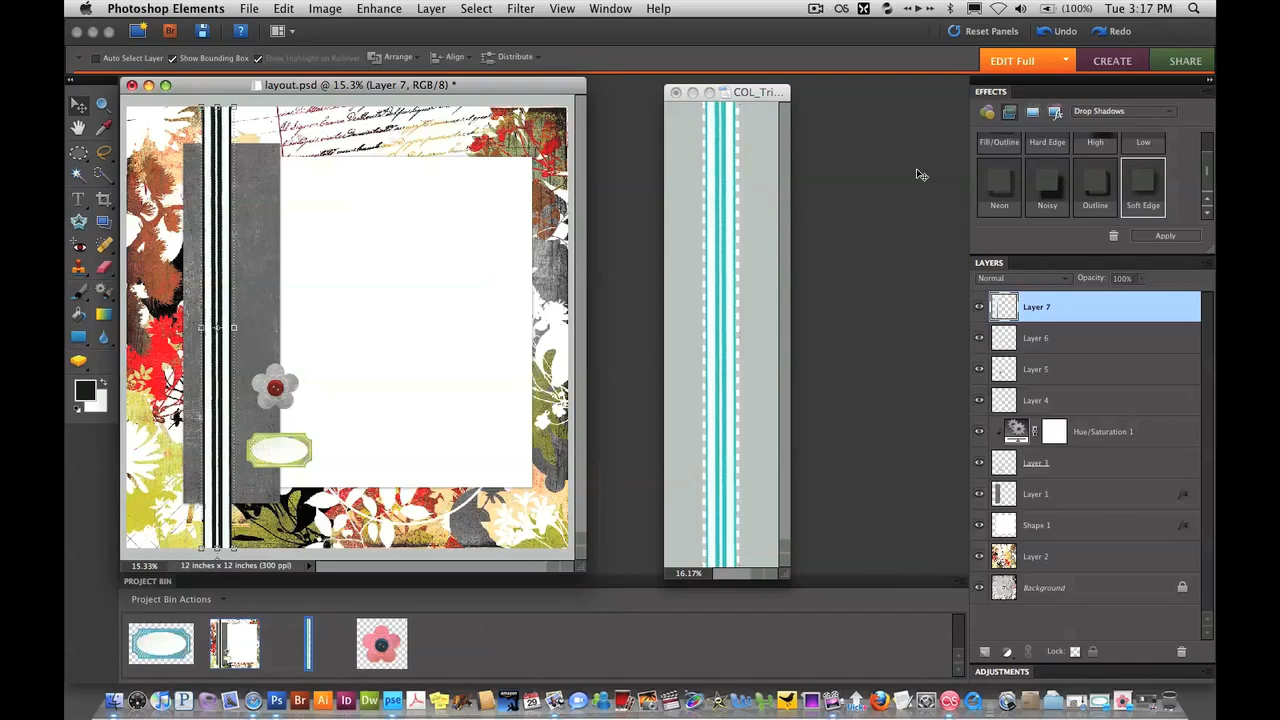 Photoshop Elements File Edit Image Enhance Layer Select Filter View Window Help (100%) Tue 3:17 PM
Reset Panels Undo Redo
Auto Select Layer Show Bounding Box Show Highlight on Rollover Arrange Align Distribute EDIT Full CREATE SHARE
layout.psd @ 15.3% (Layer 7, RGB/8) *
COL_Tri...
EFFECTS
Drop Shadows
Fill/Outline Hard Edge High Low
Neon Noisy Outline Soft Edge
Apply
LAYERS
Normal Opacity: 100%
Layer 7
Layer 6
Layer 5
Layer 4
Hue/Saturation 1
Layer 3
Layer 1
Shape 1
Layer 2
Background
15.33% 12 inches x 12 inches (300 ppi)
16.17%
PROJECT BIN
Project Bin Actions
Lock:
ADJUSTMENTS